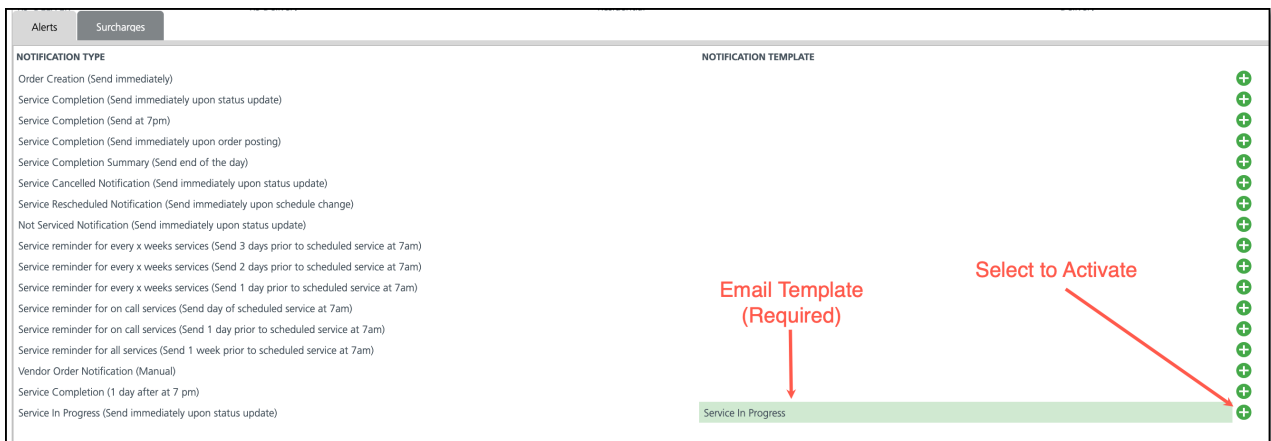 Alerts
Surcharges
NOTIFICATION TYPE
NOTIFICATION TEMPLATE
Order Creation (Send immediately)
Service Completion (Send immediately upon status update)
Service Completion (Send at 7pm)
Service Completion (Send immediately upon order posting)
Service Completion Summary (Send end of the day)
Service Cancelled Notification (Send immediately upon status update)
Service Rescheduled Notification (Send immediately upon schedule change)
Not Serviced Notification (Send immediately upon status update)
Service reminder for every x weeks services (Send 3 days prior to scheduled service at 7am)
Service reminder for every x weeks services (Send 2 days prior to scheduled service at 7am)
Service reminder for every x weeks services (Send 1 day prior to scheduled service at 7am)
Service reminder for on call services (Send day of scheduled service at 7am)
Service reminder for on call services (Send 1 day prior to scheduled service at 7am)
Service reminder for all services (Send 1 week prior to scheduled service at 7am)
Vendor Order Notification (Manual)
Service Completion (1 day after at 7 pm)
Service In Progress (Send immediately upon status update)
Service In Progress
Email Template
(Required)
Select to Activate